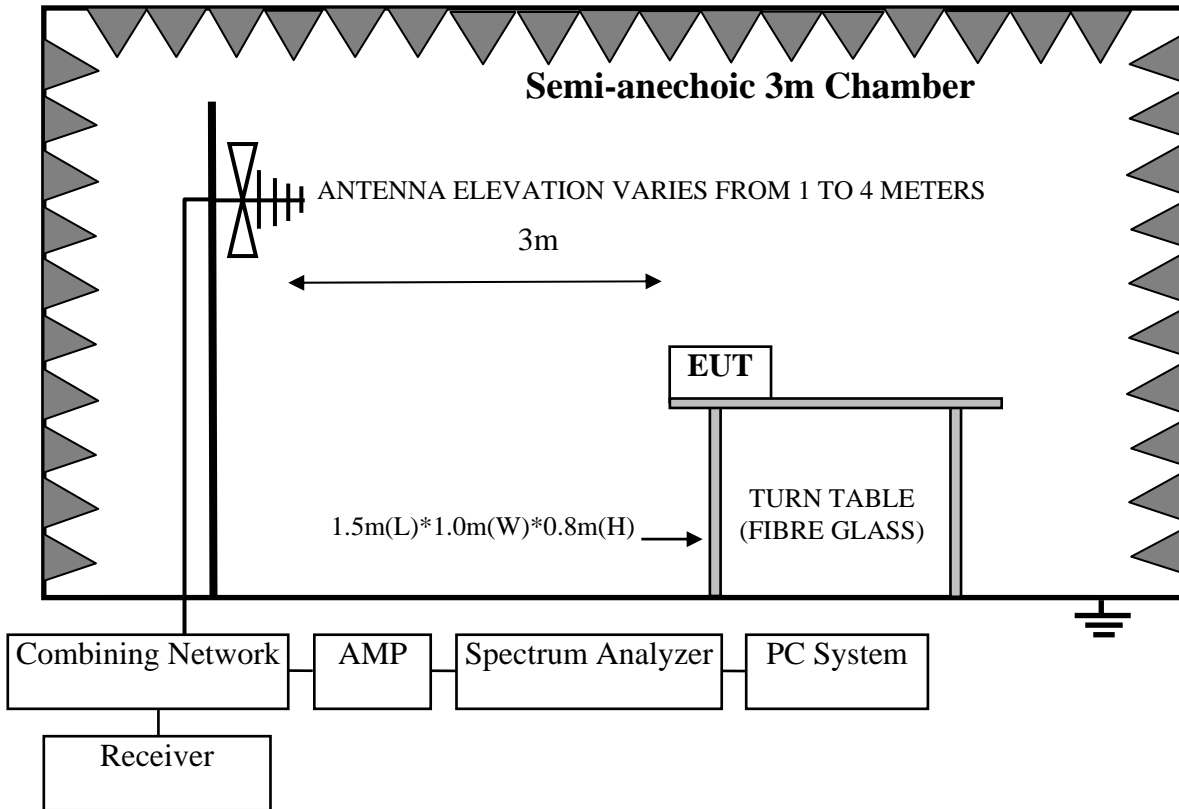 Semi-anechoic 3m Chamber
ANTENNA ELEVATION VARIES FROM 1 TO 4 METERS
3m
EUT
TURN TABLE
(FIBRE GLASS)
1.5m(L)*1.0m(W)*0.8m(H)
Combining Network
AMP
Spectrum Analyzer
PC System
Receiver